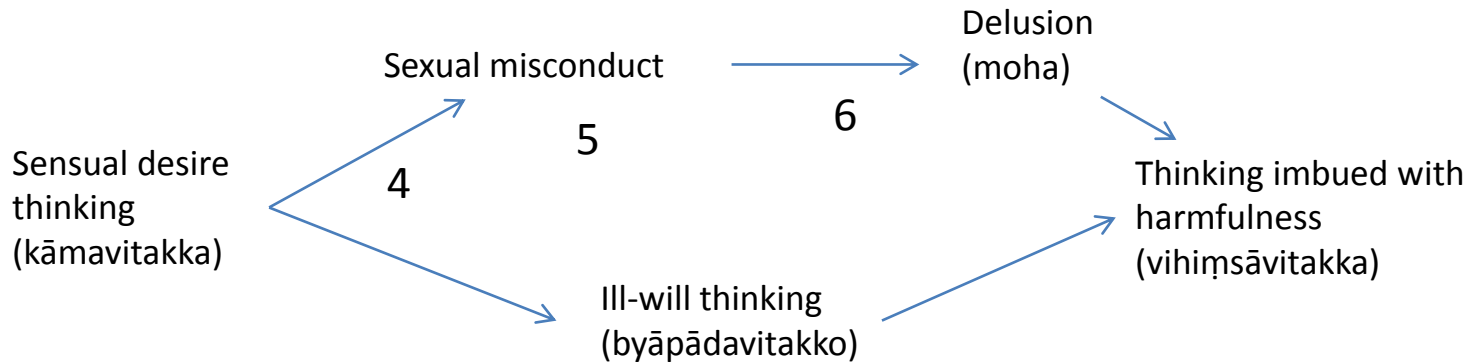 Delusion
(moha)
Sexual misconduct
6
5
Sensual desire
thinking
(kāmavitakka)
4
Thinking imbued with
harmfulness
(vihiṃsāvitakka)
Ill-will thinking
(byāpādavitakko)